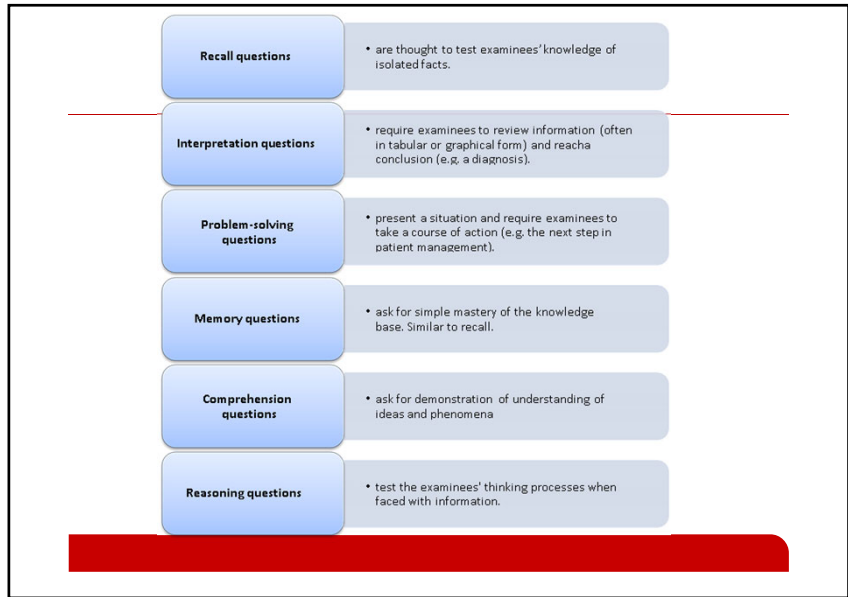 Recall questions
• are thought to test examinees' knowledge of
isolated facts.
Interpretation questions
• require examinees to review information (often
in tabular or graphical form) and reacha
conclusion (e.g. a diagnosis).
Problem-solving
questions
• present a situation and require examinees to
take a course of action (e.g. the next step in
patient management).
Memory questions
• ask for simple mastery of the knowledge
base. Similar to recall.
Comprehension
questions
• ask for demonstration of understanding of
ideas and phenomena
Reasoning questions
• test the examinees' thinking processes when
faced with information.